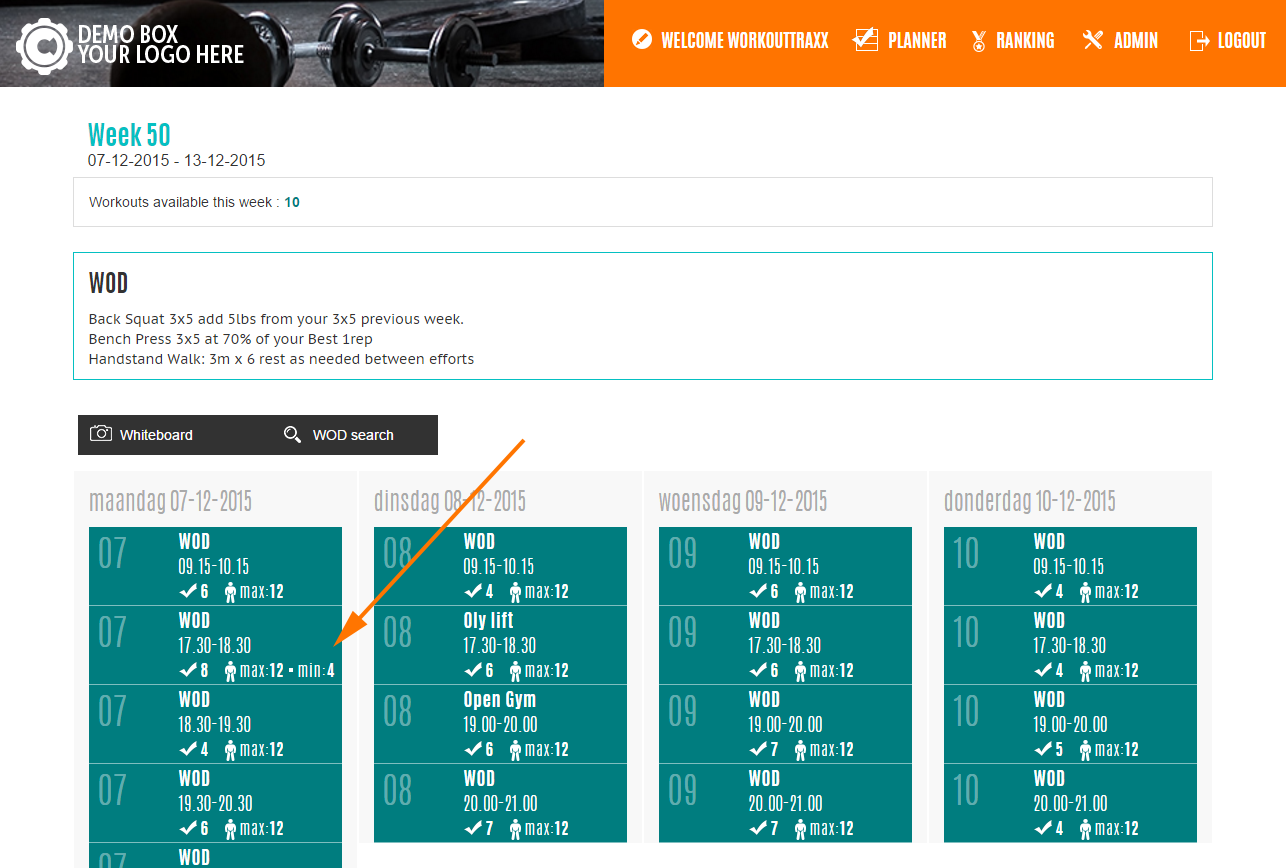 DEMO BOX
YOUR LOGO HERE
WELCOME WORKOUTTRAXX PLANNER RANKING ADMIN LOGOUT
Week 50
07-12-2015 - 13-12-2015
Workouts available this week : 10
WOD
Back Squat 3x5 add 5lbs from your 3x5 previous week.
Bench Press 3x5 at 70% of your Best 1rep
Handstand Walk: 3m x 6 rest as needed between efforts
Whiteboard WOD search
maandag 07-12-2015
07 WOD
09.15-10.15
6 max:12
07 WOD
17.30-18.30
8 max:12 • min:4
07 WOD
18.30-19.30
4 max:12
07 WOD
19.30-20.30
6 max:12
07 WOD
dinsdag 08-12-2015
08 WOD
09.15-10.15
4 max:12
08 Oly lift
17.30-18.30
6 max:12
08 Open Gym
19.00-20.00
6 max:12
08 WOD
20.00-21.00
7 max:12
woensdag 09-12-2015
09 WOD
09.15-10.15
6 max:12
09 WOD
17.30-18.30
6 max:12
09 WOD
19.00-20.00
7 max:12
09 WOD
20.00-21.00
7 max:12
donderdag 10-12-2015
10 WOD
09.15-10.15
4 max:12
10 WOD
17.30-18.30
4 max:12
10 WOD
19.00-20.00
5 max:12
10 WOD
20.00-21.00
4 max:12